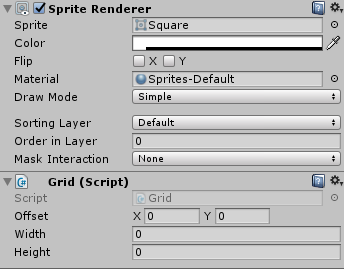 Sprite Renderer
Sprite Square
Color
Flip X Y
Material Sprites-Default
Draw Mode Simple
Sorting Layer Default
Order in Layer 0
Mask Interaction None
Grid (Script)
Script Grid
Offset X 0 Y 0
Width 0
Height 0